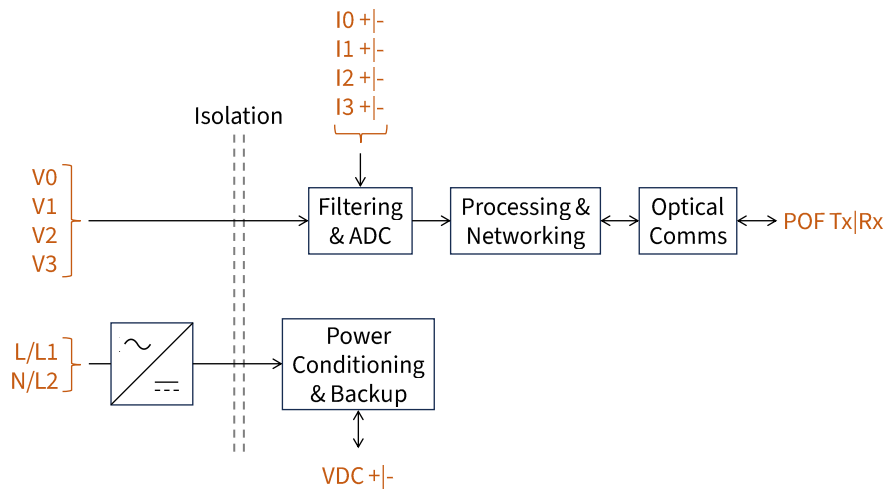 I0 +|-
I1 +|-
I2 +|-
I3 +|-
Isolation
V0
V1
V2
V3
Filtering
& ADC
Processing &
Networking
Optical
Comms
POF Tx|Rx
L/L1
N/L2
Power
Conditioning
& Backup
VDC +|-